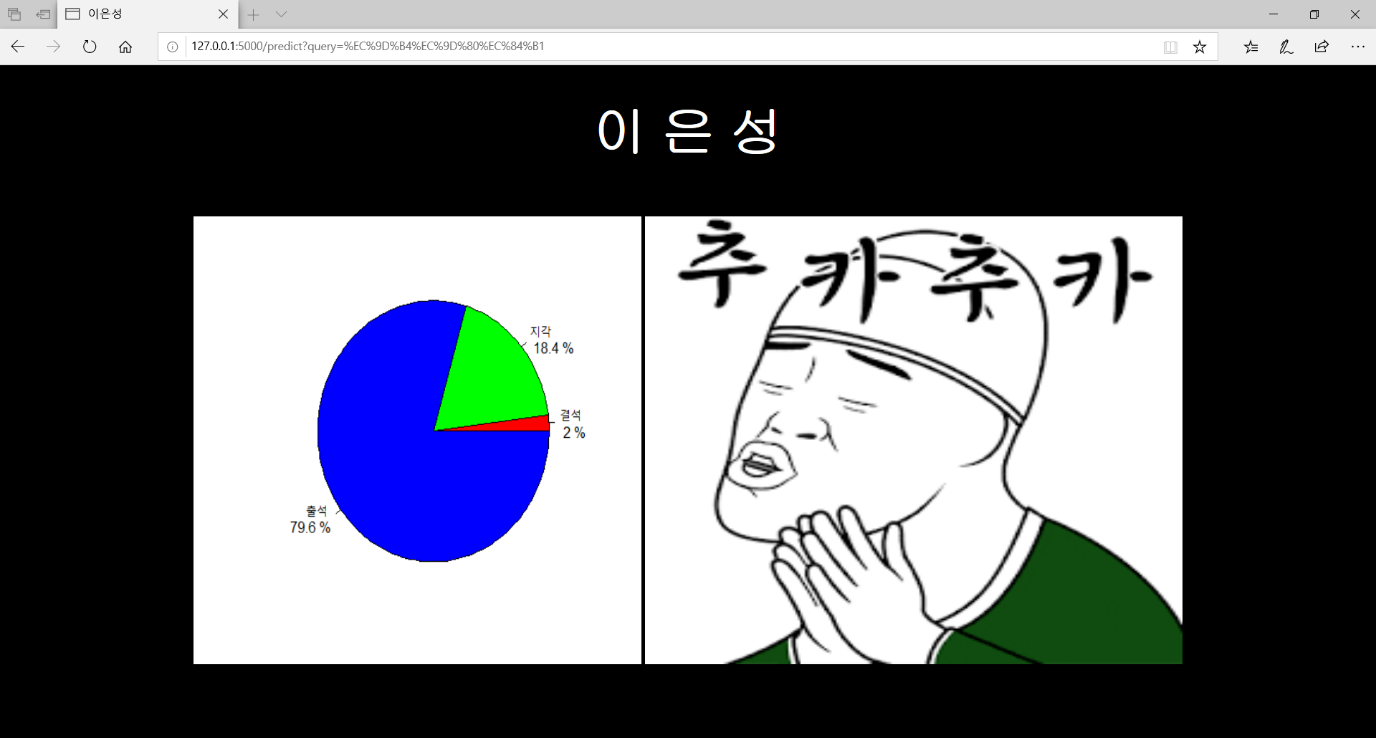 이은성
127.0.0.1:5000/predict?query=%EC%9D%B4%EC%9D%80%EC%84%B1
이 은 성
추 카 추 카
지각
18.4 %
결석
2 %
출석
79.6 %